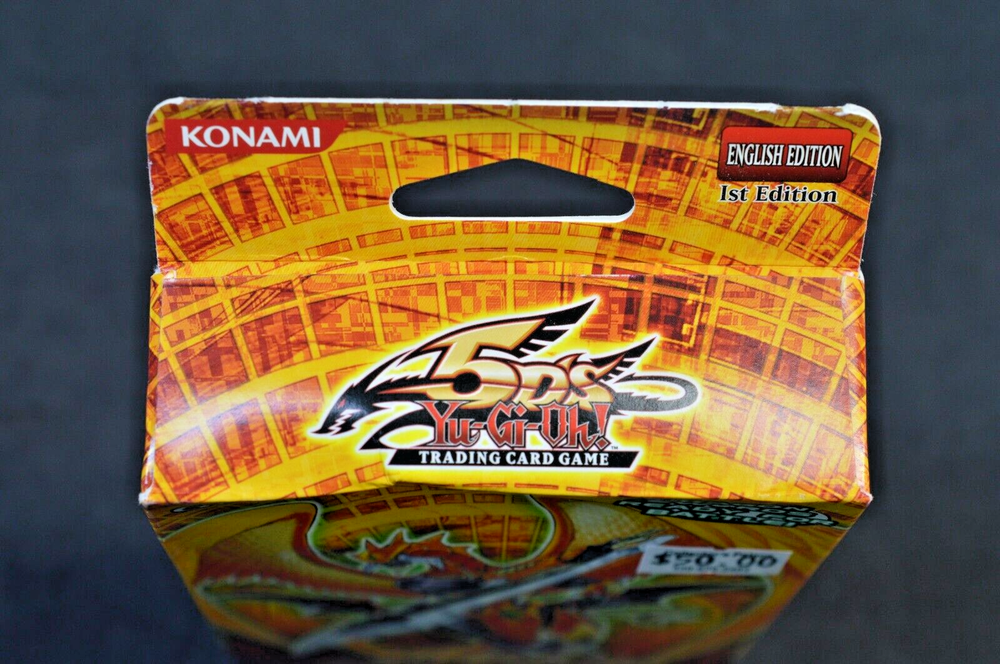 KONAMI
ENGLISH EDITION
1st Edition
5D's
Yu-Gi-Oh!
TRADING CARD GAME